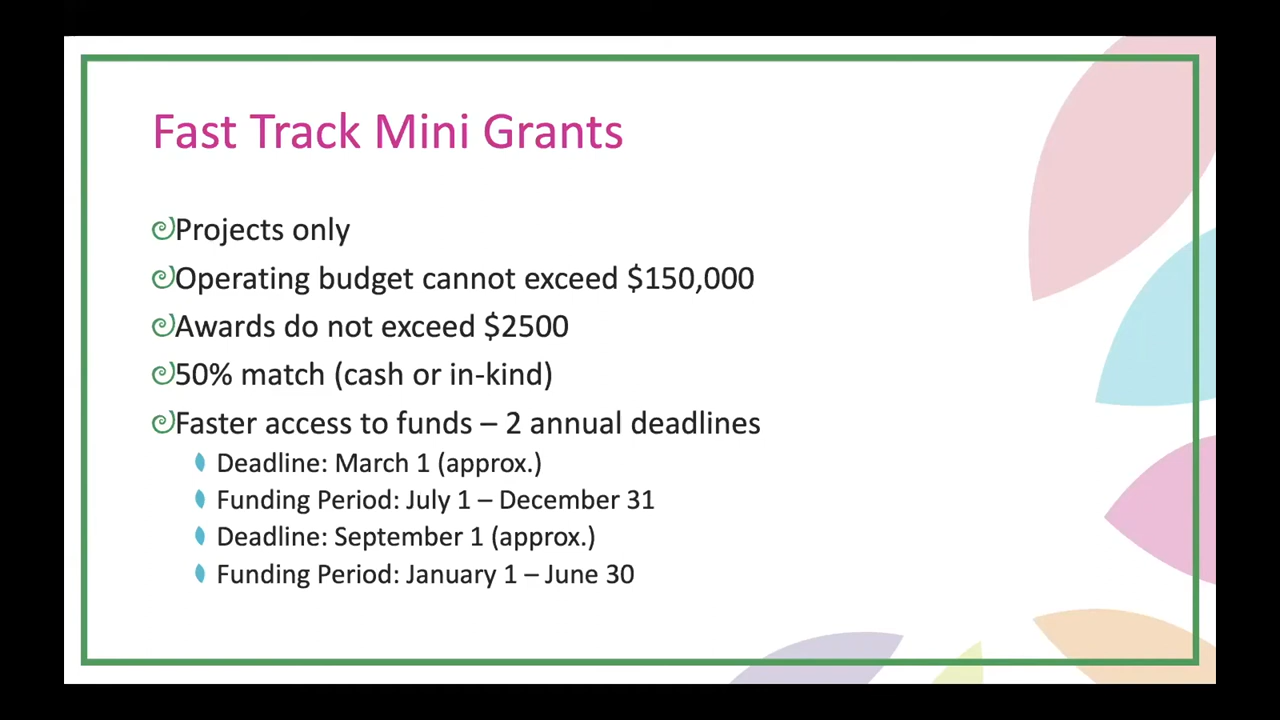 Fast Track Mini Grants
Projects only
Operating budget cannot exceed $150,000
Awards do not exceed $2500
50% match (cash or in-kind)
Faster access to funds – 2 annual deadlines
Deadline: March 1 (approx.)
Funding Period: July 1 – December 31
Deadline: September 1 (approx.)
Funding Period: January 1 – June 30